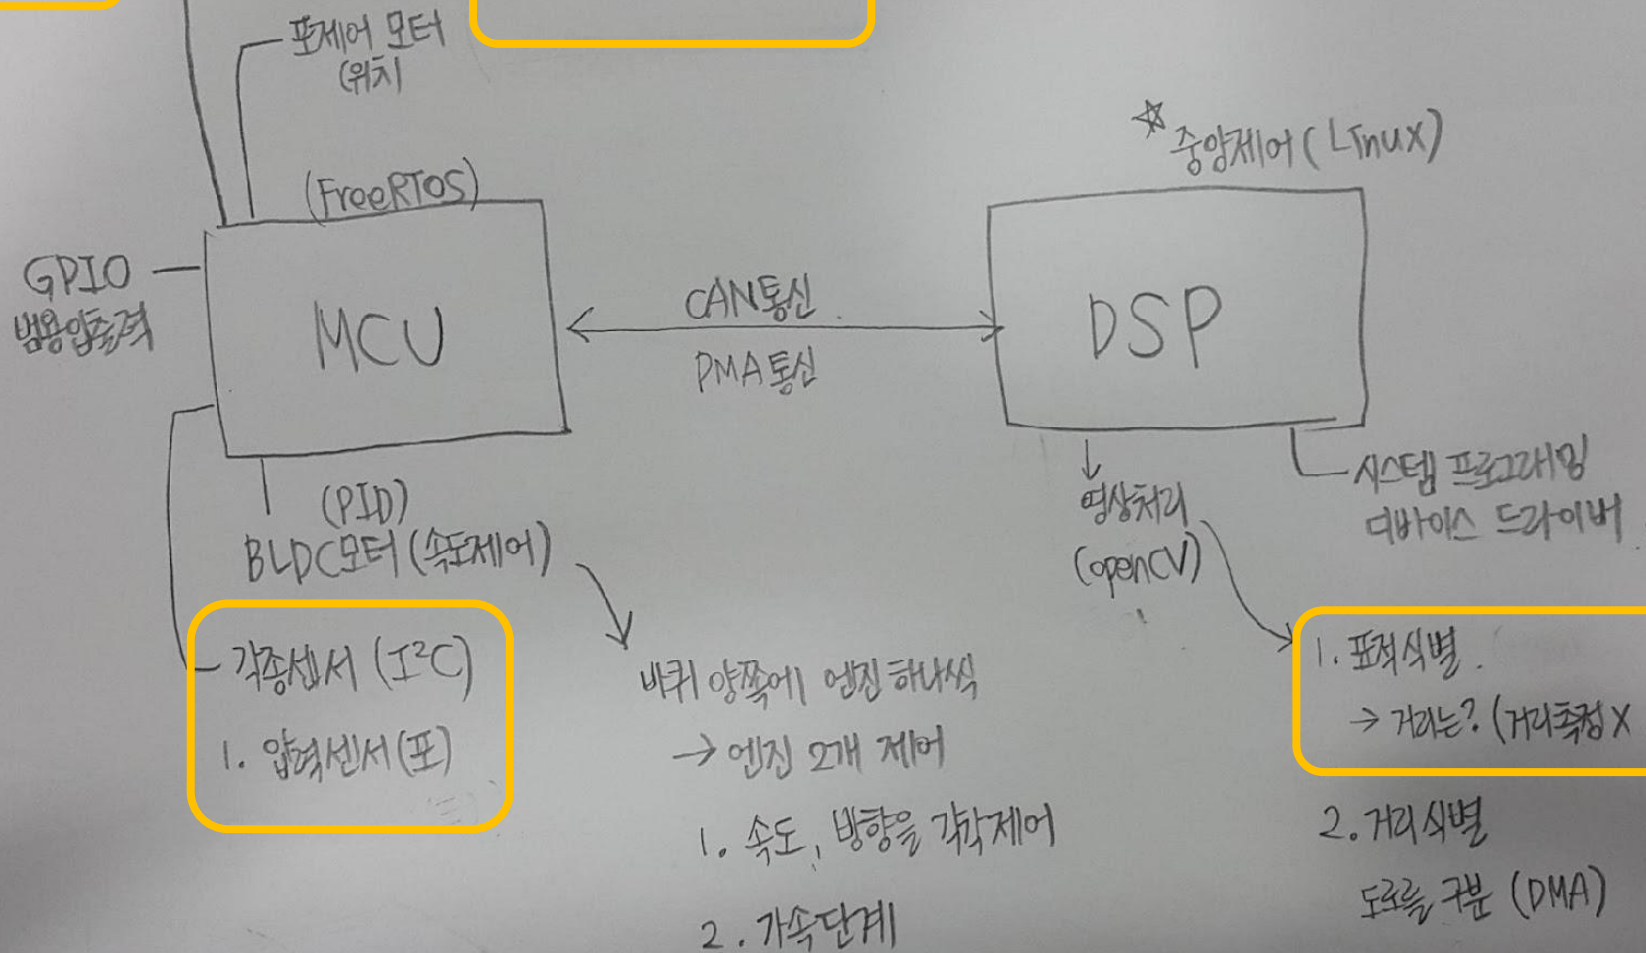 포제어 모터
(위치
☆ 중앙제어 (Linux)
(FreeRTOS)
GPIO
범용입출력
MCU
CAN통신
DMA통신
DSP
시스템 프로그래밍
디바이스 드라이버
영상처리
(openCV)
(PID)
BLDC모터 (속도제어)
각종센서 (I²C)
1. 압력센서(포)
바퀴 양쪽에 엔진하나씩
→ 엔진 2개 제어
1. 속도, 방향을 각각제어
2. 가속단계
1. 표적식별.
→ 거리는? (거리측정 X
2. 거리식별
도로를 구분 (DMA)